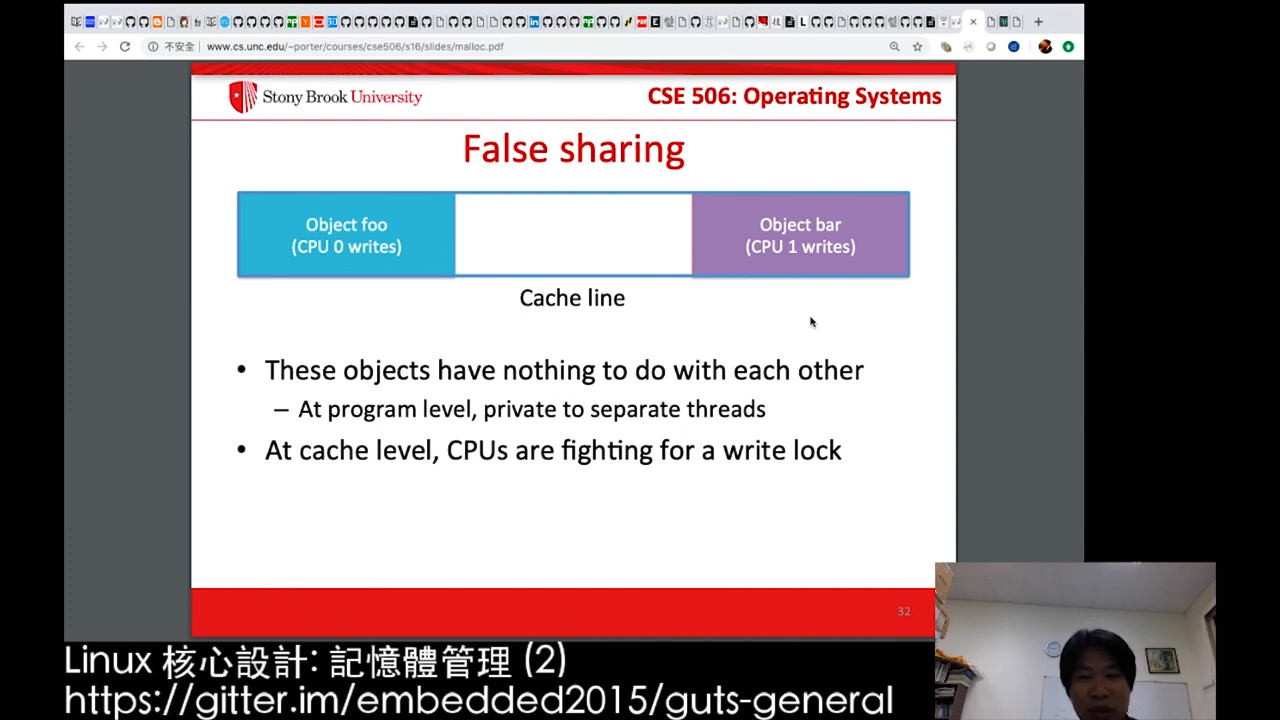 不安全
www.cs.unc.edu/~porter/courses/cse506/s16/slides/malloc.pdf
Stony Brook University
CSE 506: Operating Systems
False sharing
Object foo
(CPU 0 writes)
Object bar
(CPU 1 writes)
Cache line
• These objects have nothing to do with each other
– At program level, private to separate threads
• At cache level, CPUs are fighting for a write lock
32
Linux 核心設計: 記憶體管理 (2)
https://gitter.im/embedded2015/guts-general